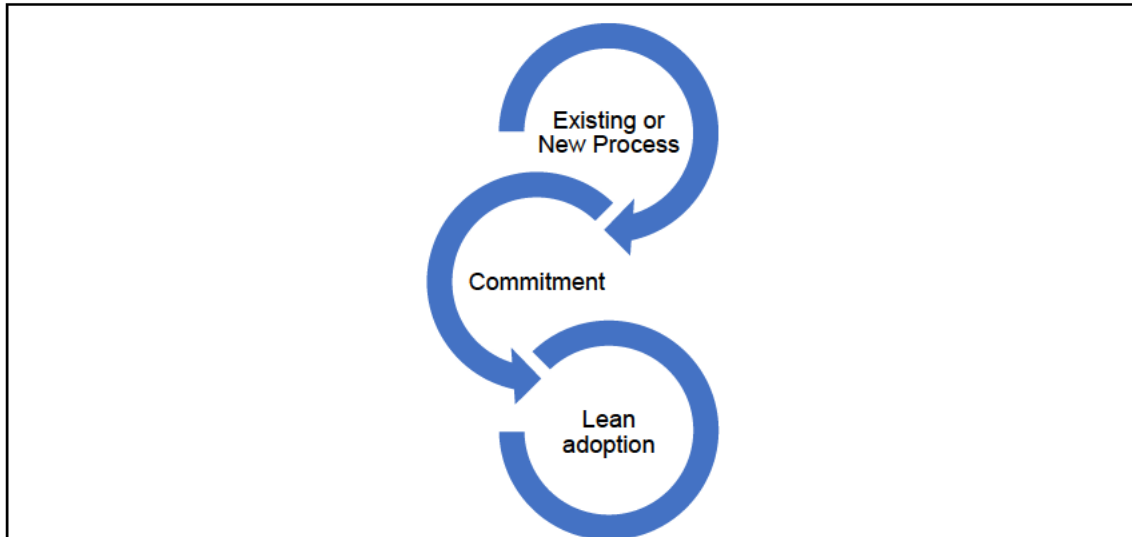 Existing or
New Process
Commitment
Lean
adoption